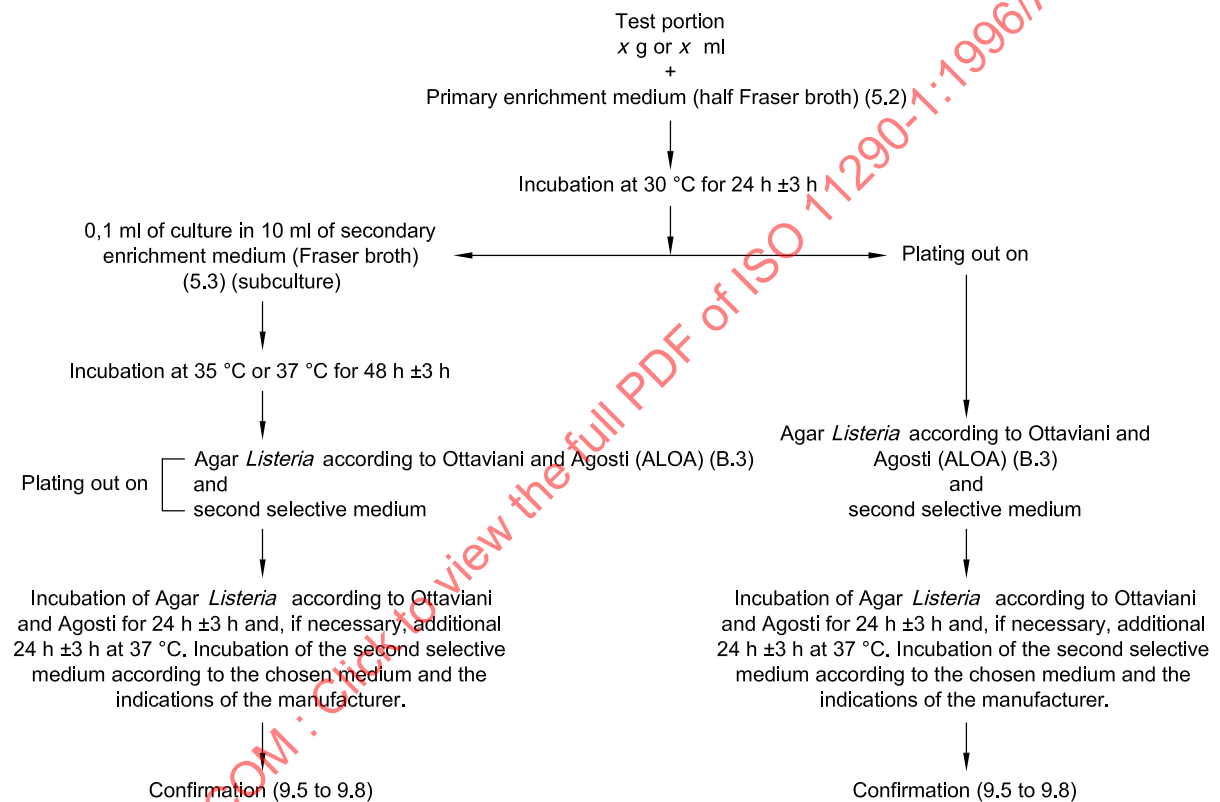 Test portion
x g or x ml
+
Primary enrichment medium (half Fraser broth) (5.2)
Incubation at 30 °C for 24 h ±3 h
0,1 ml of culture in 10 ml of secondary
enrichment medium (Fraser broth)
(5.3) (subculture)
Plating out on
Incubation at 35 °C or 37 °C for 48 h ±3 h
Plating out on
Agar Listeria according to Ottaviani and Agosti (ALOA) (B.3)
and
second selective medium
Agar Listeria according to Ottaviani and
Agosti (ALOA) (B.3)
and
second selective medium
Incubation of Agar Listeria according to Ottaviani
and Agosti for 24 h ±3 h and, if necessary, additional
24 h ±3 h at 37 °C. Incubation of the second selective
medium according to the chosen medium and the
indications of the manufacturer.
Incubation of Agar Listeria according to Ottaviani
and Agosti for 24 h ±3 h and, if necessary, additional
24 h ±3 h at 37 °C. Incubation of the second selective
medium according to the chosen medium and the
indications of the manufacturer.
Confirmation (9.5 to 9.8)
Confirmation (9.5 to 9.8)
COM : Click to view the full PDF of ISO 11290-1:1996/